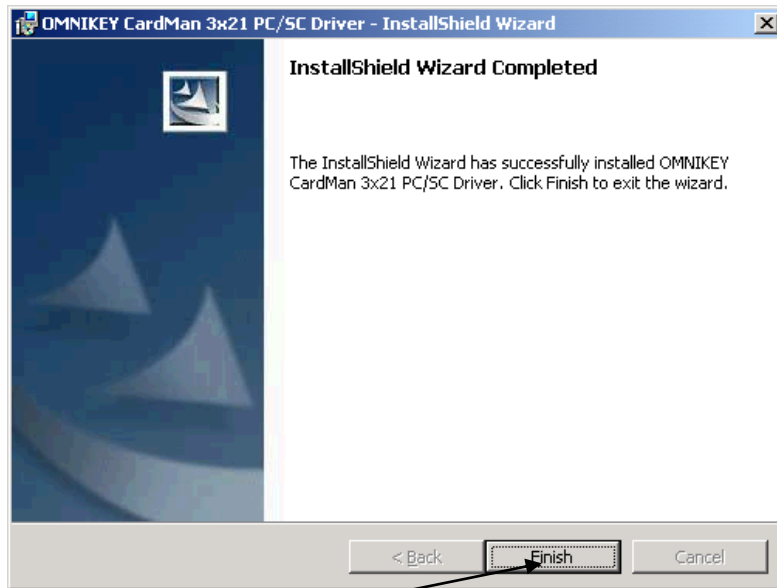 OMNIKEY CardMan 3x21 PC/SC Driver - InstallShield Wizard
InstallShield Wizard Completed
The InstallShield Wizard has successfully installed OMNIKEY
CardMan 3x21 PC/SC Driver. Click Finish to exit the wizard.
< Back Finish Cancel